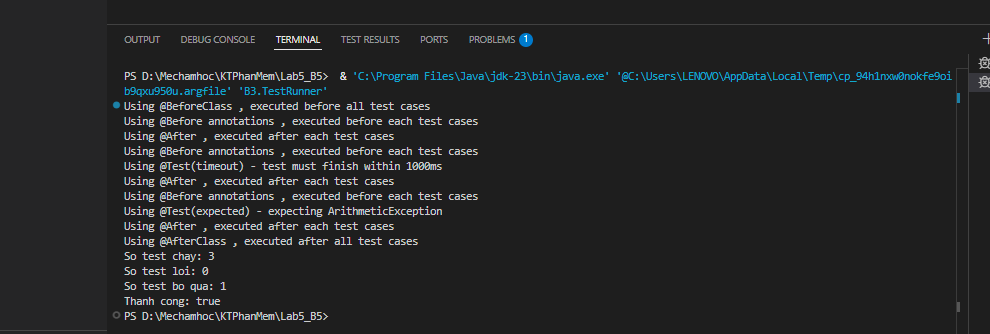 OUTPUT DEBUG CONSOLE TERMINAL TEST RESULTS PORTS PROBLEMS 1
PS D:\Mechamhoc\KTPhanMem\Lab5_B5>  & 'C:\Program Files\Java\jdk-23\bin\java.exe' '@C:\Users\LENOVO\AppData\Local\Temp\cp_94h1nxw0nokfe9oi
b9qxu950u.argfile' 'B3.TestRunner'
Using @BeforeClass , executed before all test cases
Using @Before annotations , executed before each test cases
Using @After , executed after each test cases
Using @Before annotations , executed before each test cases
Using @Test(timeout) - test must finish within 1000ms
Using @After , executed after each test cases
Using @Before annotations , executed before each test cases
Using @Test(expected) - expecting ArithmeticException
Using @After , executed after each test cases
Using @AfterClass , executed after all test cases
So test chay: 3
So test loi: 0
So test bo qua: 1
Thanh cong: true
PS D:\Mechamhoc\KTPhanMem\Lab5_B5>